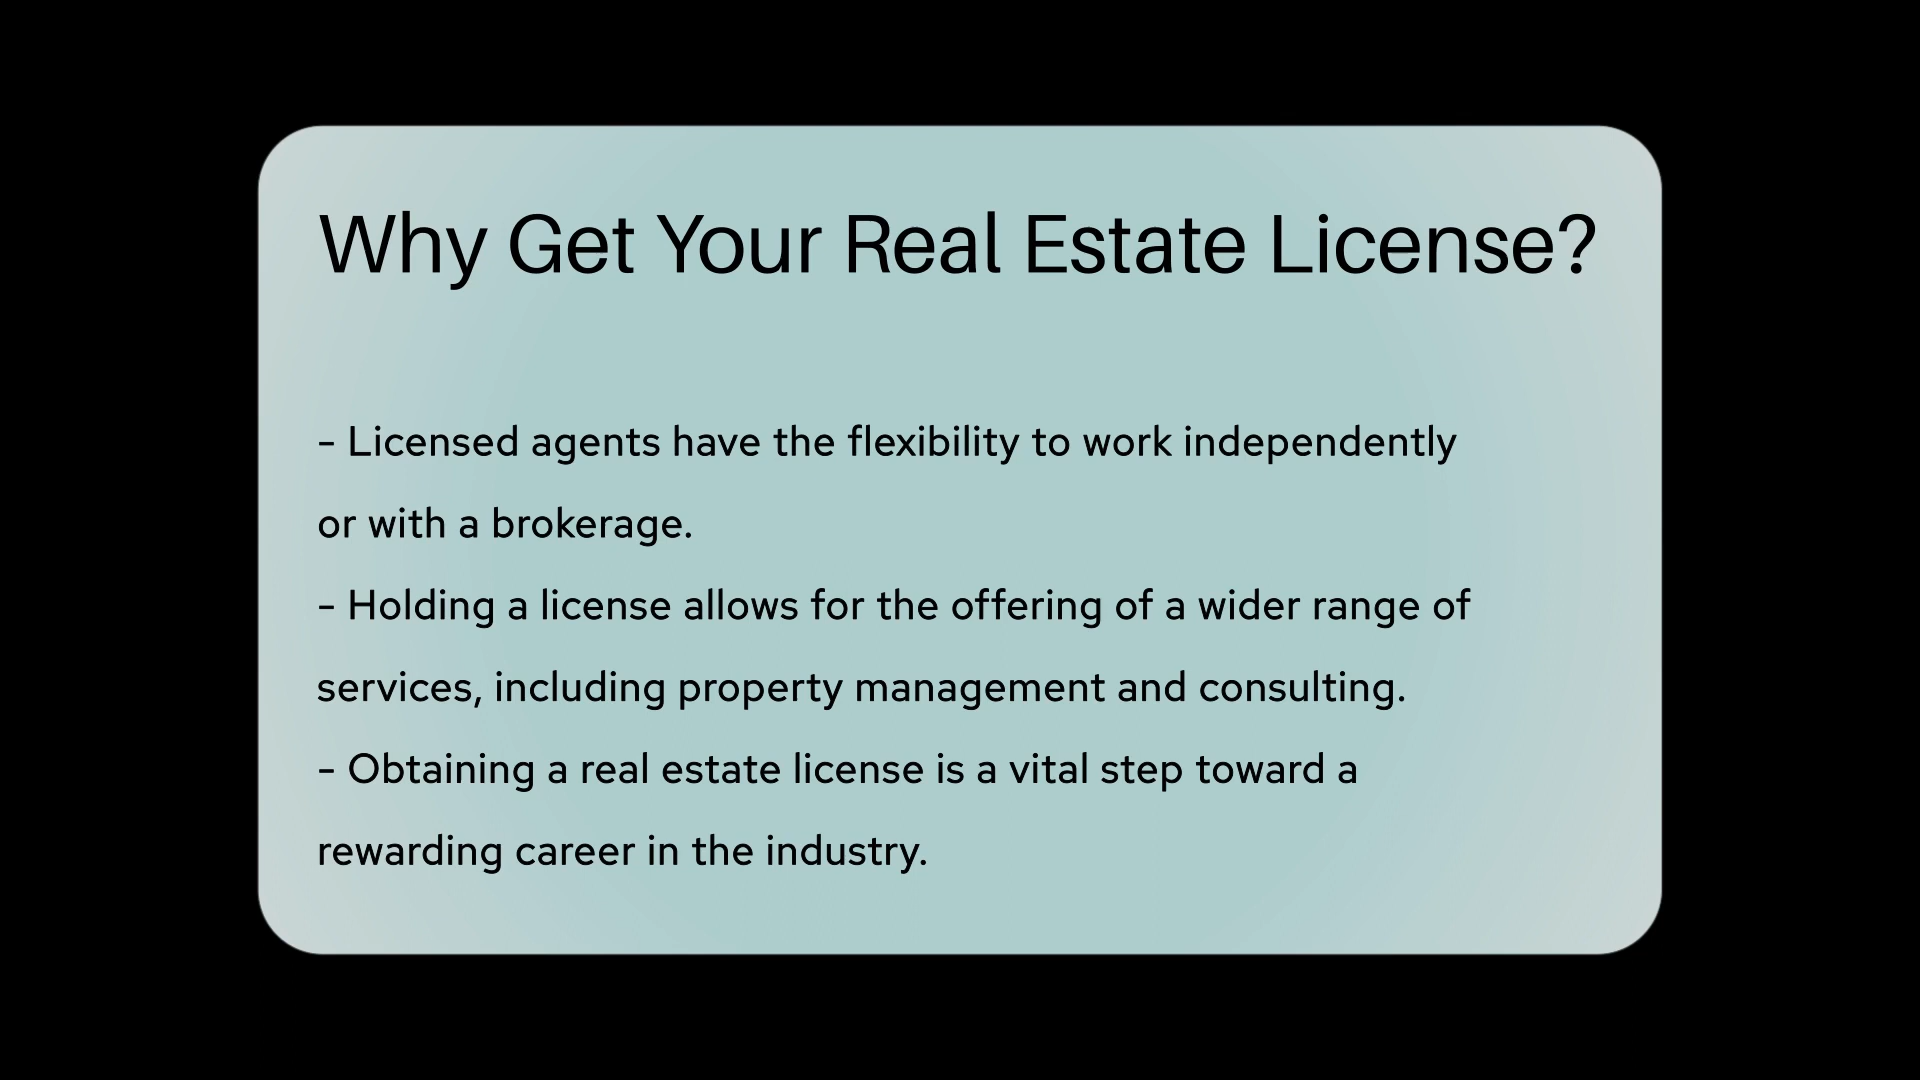 Why Get Your Real Estate License?
- Licensed agents have the flexibility to work independently
or with a brokerage.
- Holding a license allows for the offering of a wider range of
services, including property management and consulting.
- Obtaining a real estate license is a vital step toward a
rewarding career in the industry.